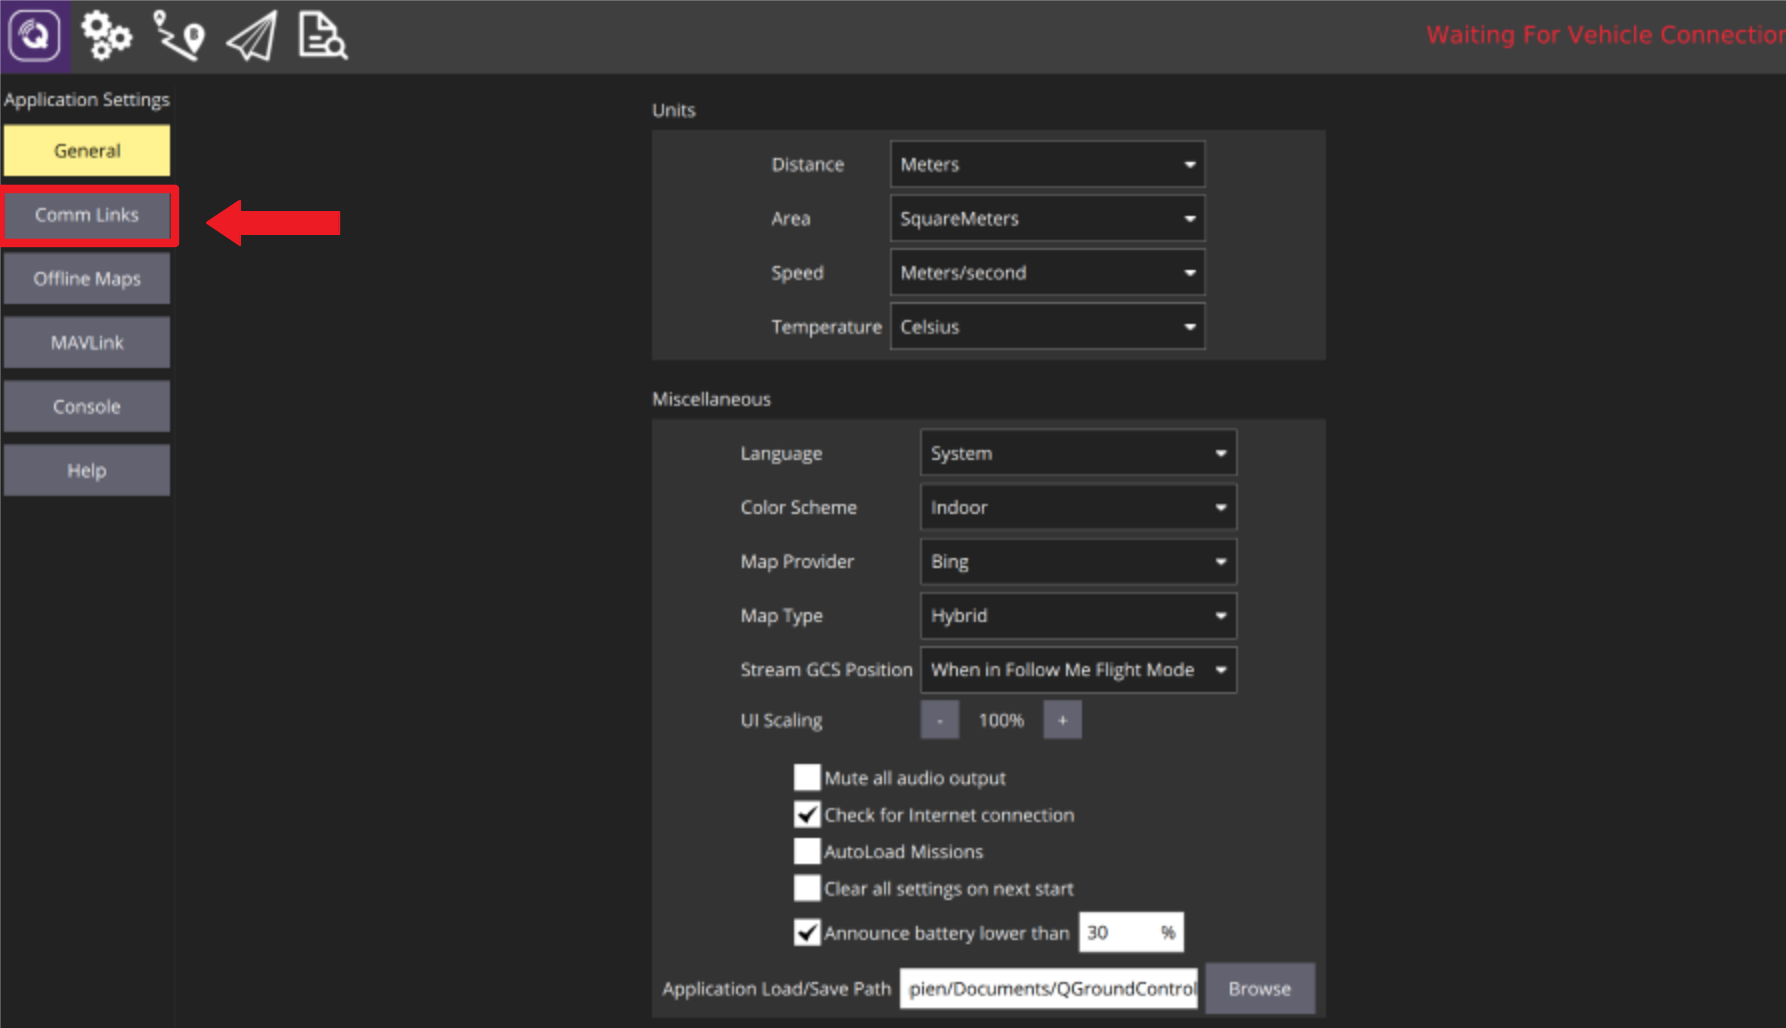 Waiting For Vehicle Connection
Application Settings
General
Comm Links
Offline Maps
MAVLink
Console
Help
Units
Distance Meters
Area SquareMeters
Speed Meters/second
Temperature Celsius
Miscellaneous
Language System
Color Scheme Indoor
Map Provider Bing
Map Type Hybrid
Stream GCS Position When in Follow Me Flight Mode
UI Scaling - 100% +
Mute all audio output
Check for Internet connection
AutoLoad Missions
Clear all settings on next start
Announce battery lower than 30 %
Application Load/Save Path pien/Documents/QGroundControl Browse